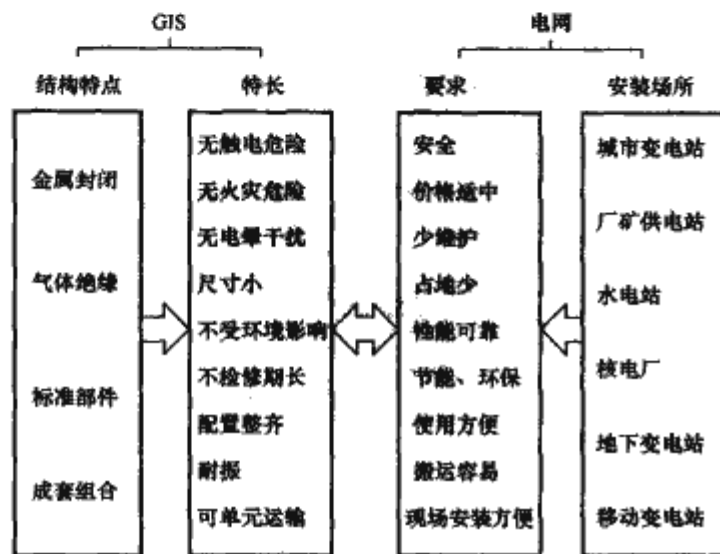 GIS
电网
结构特点
特长
要求
安装场所
金属封闭
气体绝缘
标准部件
成套组合
无触电危险
无火灾危险
无电晕干扰
尺寸小
不受环境影响
不检修期长
配置整齐
耐振
可单元运输
安全
价格适中
少维护
占地少
性能可靠
节能、环保
使用方便
搬运容易
现场安装方便
城市变电站
厂矿供电站
水电站
核电厂
地下变电站
移动变电站